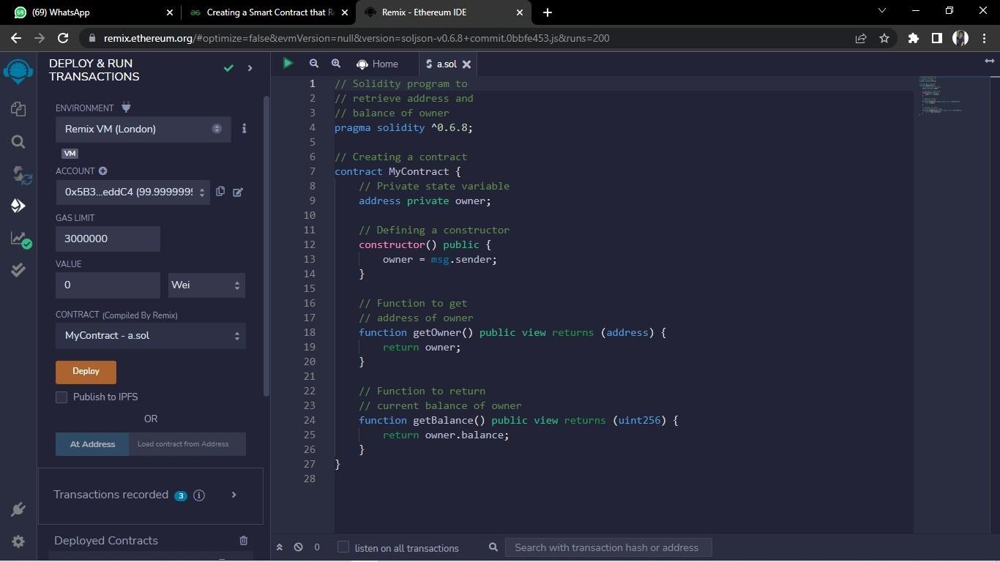 (69) WhatsApp
Creating a Smart Contract that R
Remix - Ethereum IDE
remix.ethereum.org/#optimize=false&evmVersion=null&version=soljson-v0.6.8+commit.0bbfe453.js&runs=200
DEPLOY & RUN
TRANSACTIONS
ENVIRONMENT
Remix VM (London)
VM
ACCOUNT
0x5B3...eddC4 (99.9999999
GAS LIMIT
3000000
VALUE
0
Wei
CONTRACT (Compiled By Remix)
MyContract - a.sol
Deploy
Publish to IPFS
OR
At Address
Load contract from Address
Transactions recorded 3
Deployed Contracts
Home
a.sol
1 // Solidity program to
2 // retrieve address and
3 // balance of owner
4 pragma solidity ^0.6.8;
5
6 // Creating a contract
7 contract MyContract {
8 // Private state variable
9 address private owner;
10
11 // Defining a constructor
12 constructor() public {
13 owner = msg.sender;
14 }
15
16 // Function to get
17 // address of owner
18 function getOwner() public view returns (address) {
19 return owner;
20 }
21
22 // Function to return
23 // current balance of owner
24 function getBalance() public view returns (uint256) {
25 return owner.balance;
26 }
27 }
28
0
listen on all transactions
Search with transaction hash or address